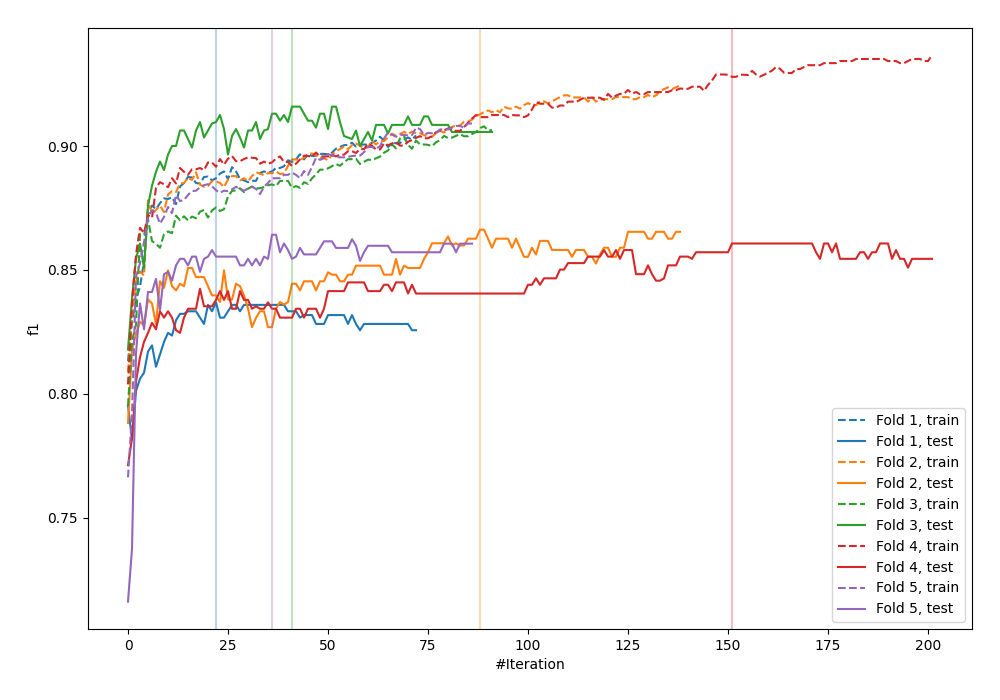 f1
0.90
0.85
0.80
0.75
0
25
50
75
100
125
150
175
200
#Iteration
Fold 1, train
Fold 1, test
Fold 2, train
Fold 2, test
Fold 3, train
Fold 3, test
Fold 4, train
Fold 4, test
Fold 5, train
Fold 5, test